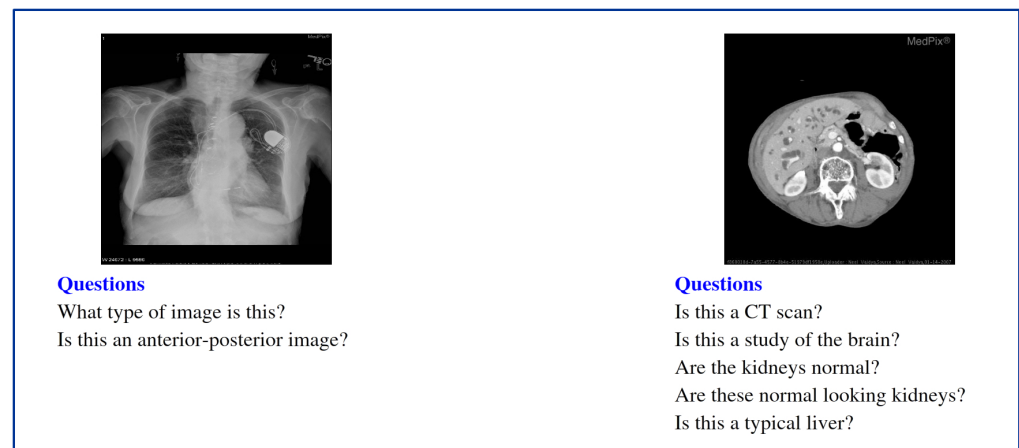 MedPix®
W:24672 - L:9989
Questions
What type of image is this?
Is this an anterior-posterior image?
MedPix®
Questions
Is this a CT scan?
Is this a study of the brain?
Are the kidneys normal?
Are these normal looking kidneys?
Is this a typical liver?